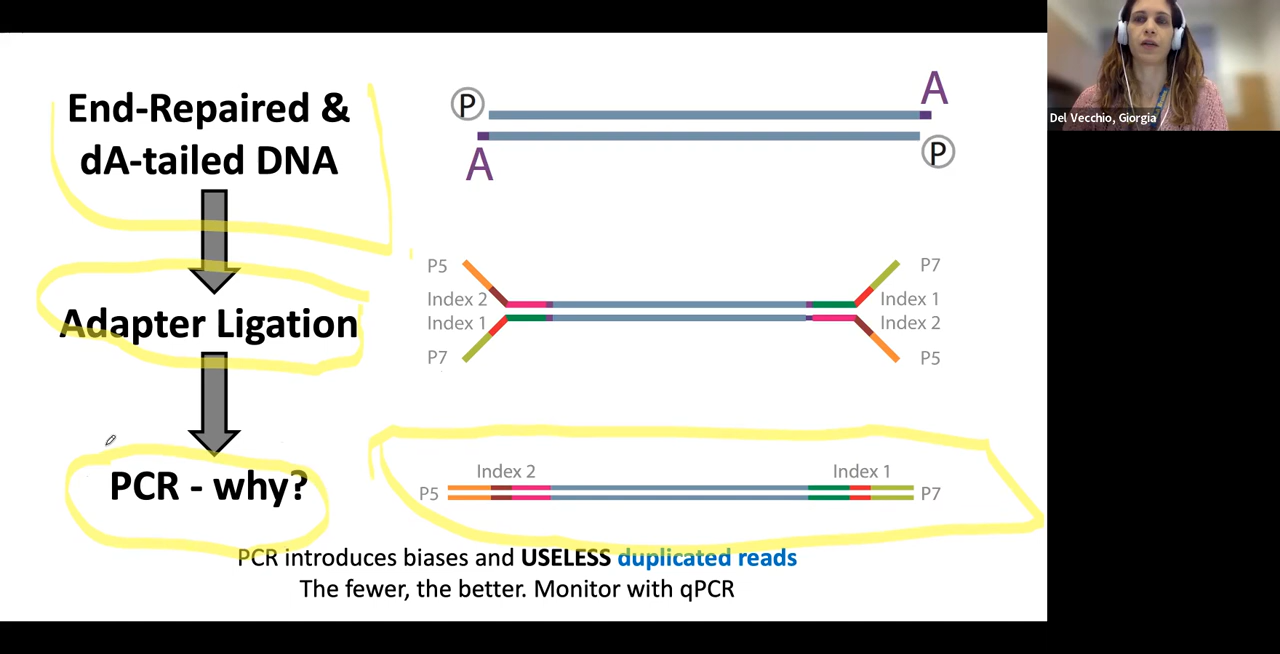 End-Repaired &
dA-tailed DNA
P
A
A
P
Adapter Ligation
P5
P7
Index 2
Index 1
Index 1
Index 2
P7
P5
PCR - why?
Index 2
Index 1
P5
P7
PCR introduces biases and USELESS duplicated reads
The fewer, the better. Monitor with qPCR
Del Vecchio, Giorgia